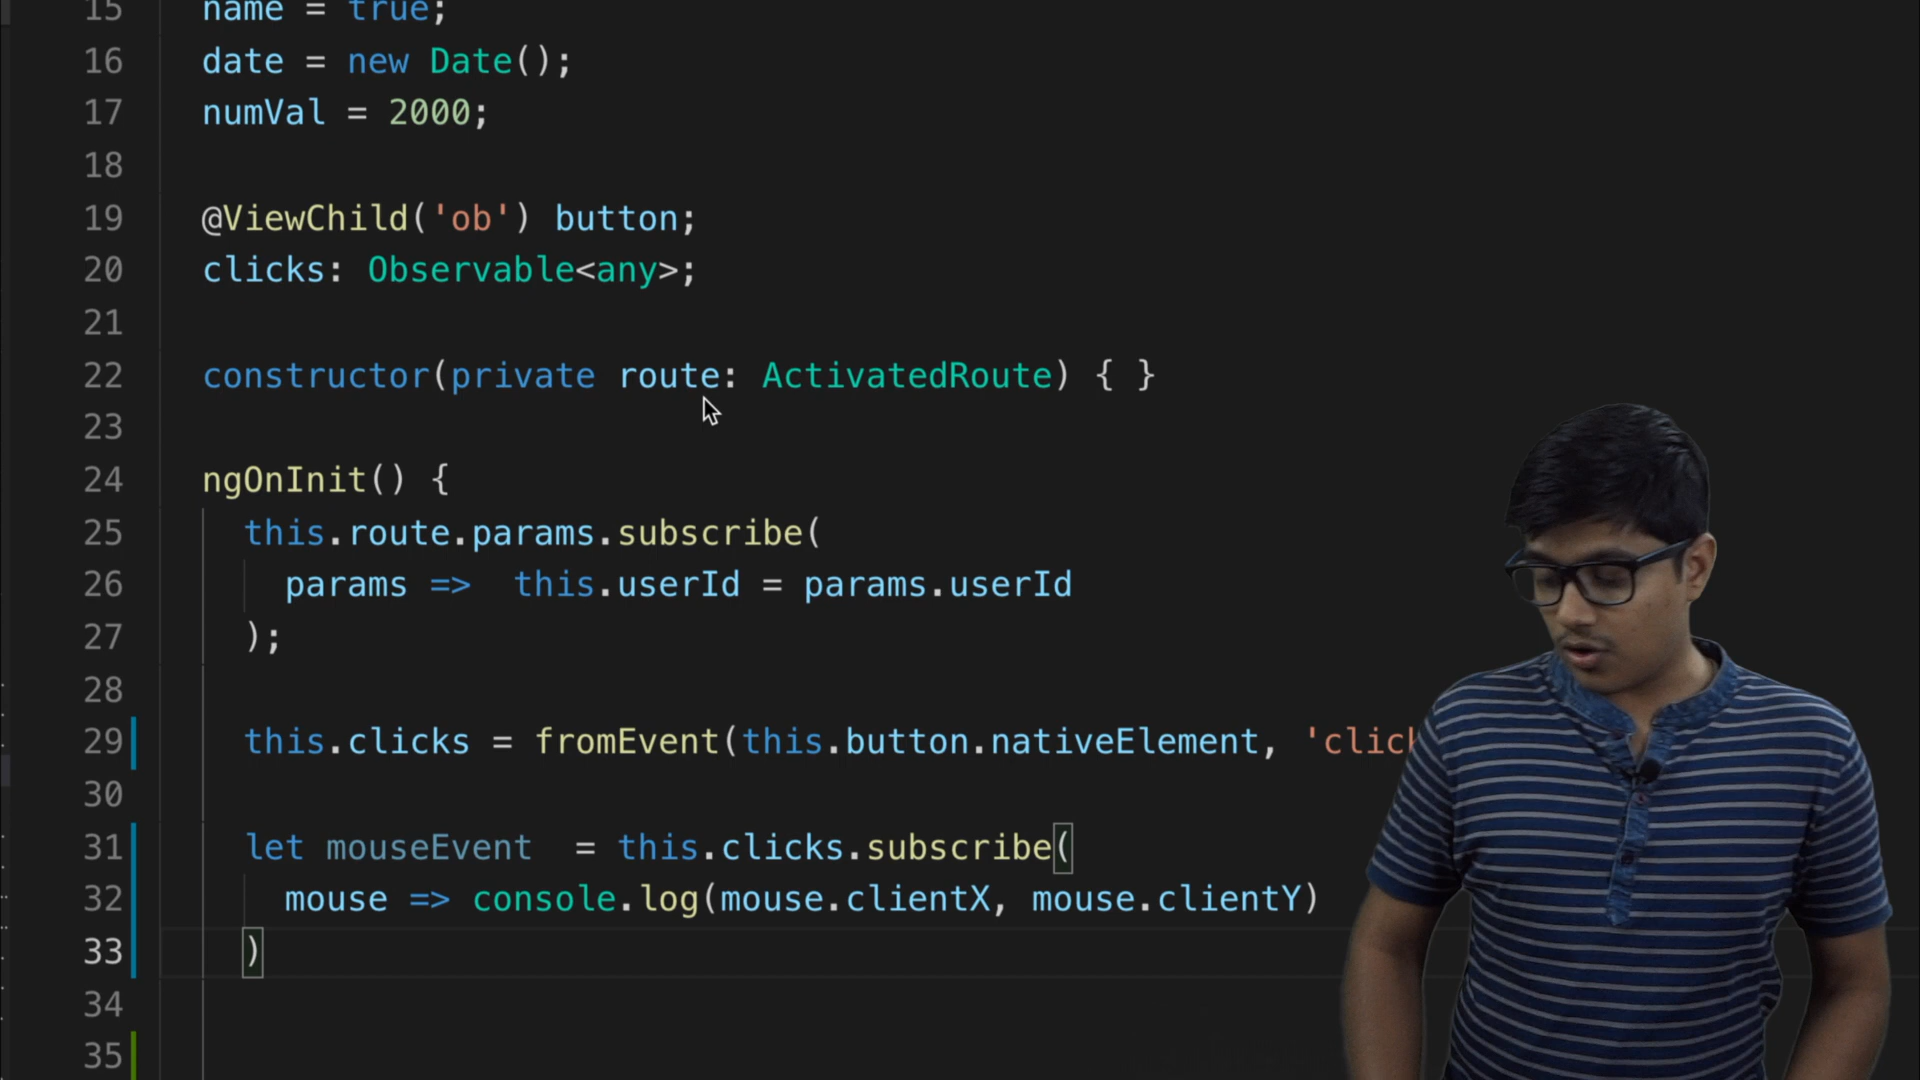 15 name = true;
16 date = new Date();
17 numVal = 2000;
18
19 @ViewChild('ob') button;
20 clicks: Observable<any>;
21
22 constructor(private route: ActivatedRoute) { }
23
24 ngOnInit() {
25 this.route.params.subscribe(
26 params => this.userId = params.userId
27 );
28
29 this.clicks = fromEvent(this.button.nativeElement, 'click
30
31 let mouseEvent = this.clicks.subscribe(
32 mouse => console.log(mouse.clientX, mouse.clientY)
33 )
34
35